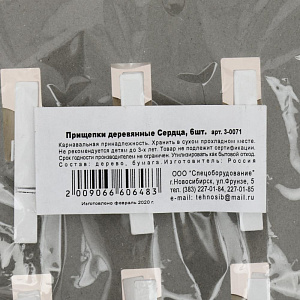 Прищепки деревянные Сердца, 6шт. арт. 3-0071
Карнавальная принадлежность. Хранить в сухом прохладном месте.
Не рекомендуется детям до 3-х лет. Товар не подлежит сертификации.
Срок годности производителем не ограничен. Утилизировать как бытовой отход.
Состав: дерево, бумага. Изготовитель: Россия
2 009066 606483
Изготовлено февраль 2020 г.
ООО "Спецоборудование"
г.Новосибирск, ул.Фрунзе, 5
тел. (383) 227-01-84, 227-01-85
e-mail: tehnosib@mail.ru